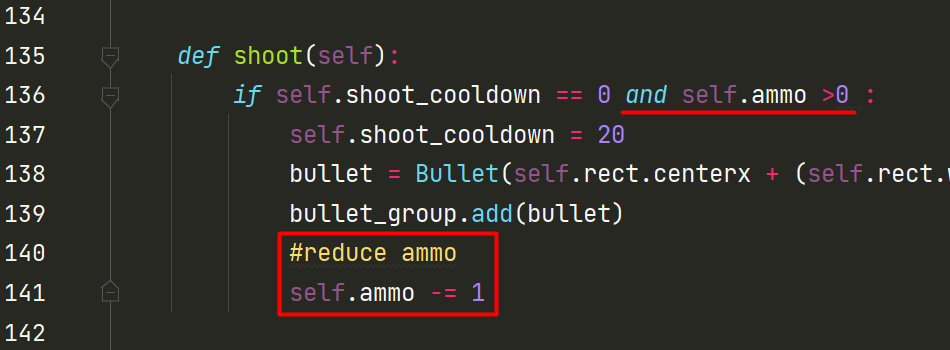 134
135 def shoot(self):
136 if self.shoot_cooldown == 0 and self.ammo >0 :
137 self.shoot_cooldown = 20
138 bullet = Bullet(self.rect.centerx + (self.rect.
139 bullet_group.add(bullet)
140 #reduce ammo
141 self.ammo -= 1
142